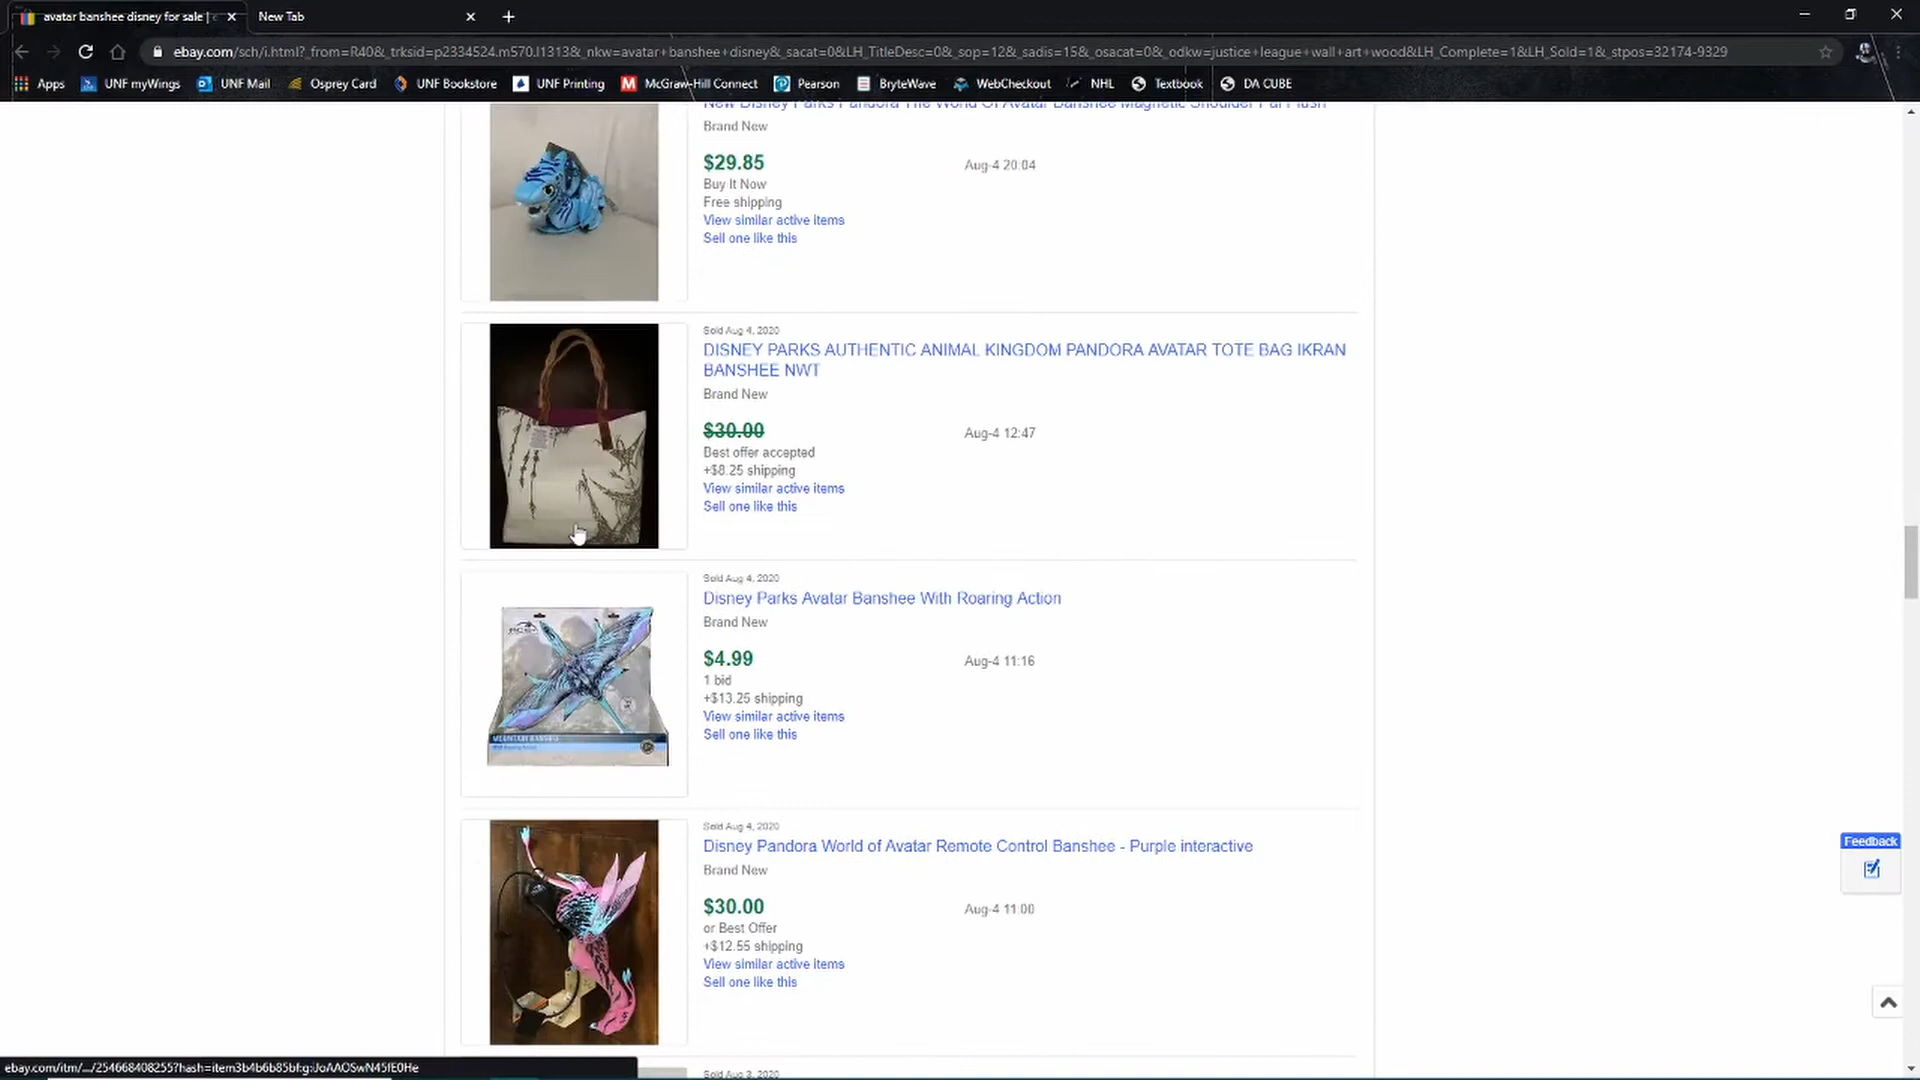 avatar banshee disney for sale |
New Tab
ebay.com/sch/i.html?_from=R40&_trksid=p2334524.m570.l1313&_nkw=avatar+banshee+disney&_sacat=0&LH_TitleDesc=0&_sop=12&_sadis=15&_osacat=0&_odkw=justice+league+wall+art+wood&LH_Complete=1&LH_Sold=1&_stpos=32174-9329
Apps UNF myWings UNF Mail Osprey Card UNF Bookstore UNF Printing McGraw-Hill Connect Pearson BryteWave WebCheckout NHL Textbook DA CUBE
New Disney Parks Pandora The World Of Avatar Banshee Magnetic Shoulder Pal Plush
Brand New
$29.85 Aug-4 20:04
Buy It Now
Free shipping
View similar active items
Sell one like this
Sold Aug 4, 2020
DISNEY PARKS AUTHENTIC ANIMAL KINGDOM PANDORA AVATAR TOTE BAG IKRAN
BANSHEE NWT
Brand New
$30.00 Aug-4 12:47
Best offer accepted
+$8.25 shipping
View similar active items
Sell one like this
Sold Aug 4, 2020
Disney Parks Avatar Banshee With Roaring Action
Brand New
$4.99 Aug-4 11:16
1 bid
+$13.25 shipping
View similar active items
Sell one like this
MOUNTAIN BANSHEE
Sold Aug 4, 2020
Disney Pandora World of Avatar Remote Control Banshee - Purple interactive
Brand New
$30.00 Aug-4 11:00
or Best Offer
+$12.55 shipping
View similar active items
Sell one like this
Feedback
Sold Aug 3, 2020